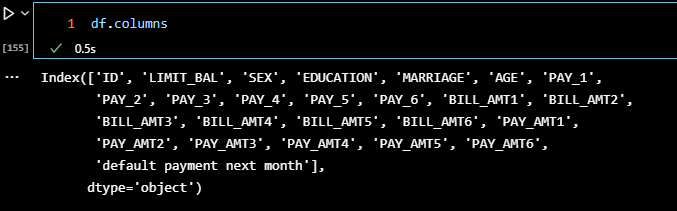 1 df.columns
[155] 0.5s
Index(['ID', 'LIMIT_BAL', 'SEX', 'EDUCATION', 'MARRIAGE', 'AGE', 'PAY_1',
'PAY_2', 'PAY_3', 'PAY_4', 'PAY_5', 'PAY_6', 'BILL_AMT1', 'BILL_AMT2',
'BILL_AMT3', 'BILL_AMT4', 'BILL_AMT5', 'BILL_AMT6', 'PAY_AMT1',
'PAY_AMT2', 'PAY_AMT3', 'PAY_AMT4', 'PAY_AMT5', 'PAY_AMT6',
'default payment next month'],
dtype='object')